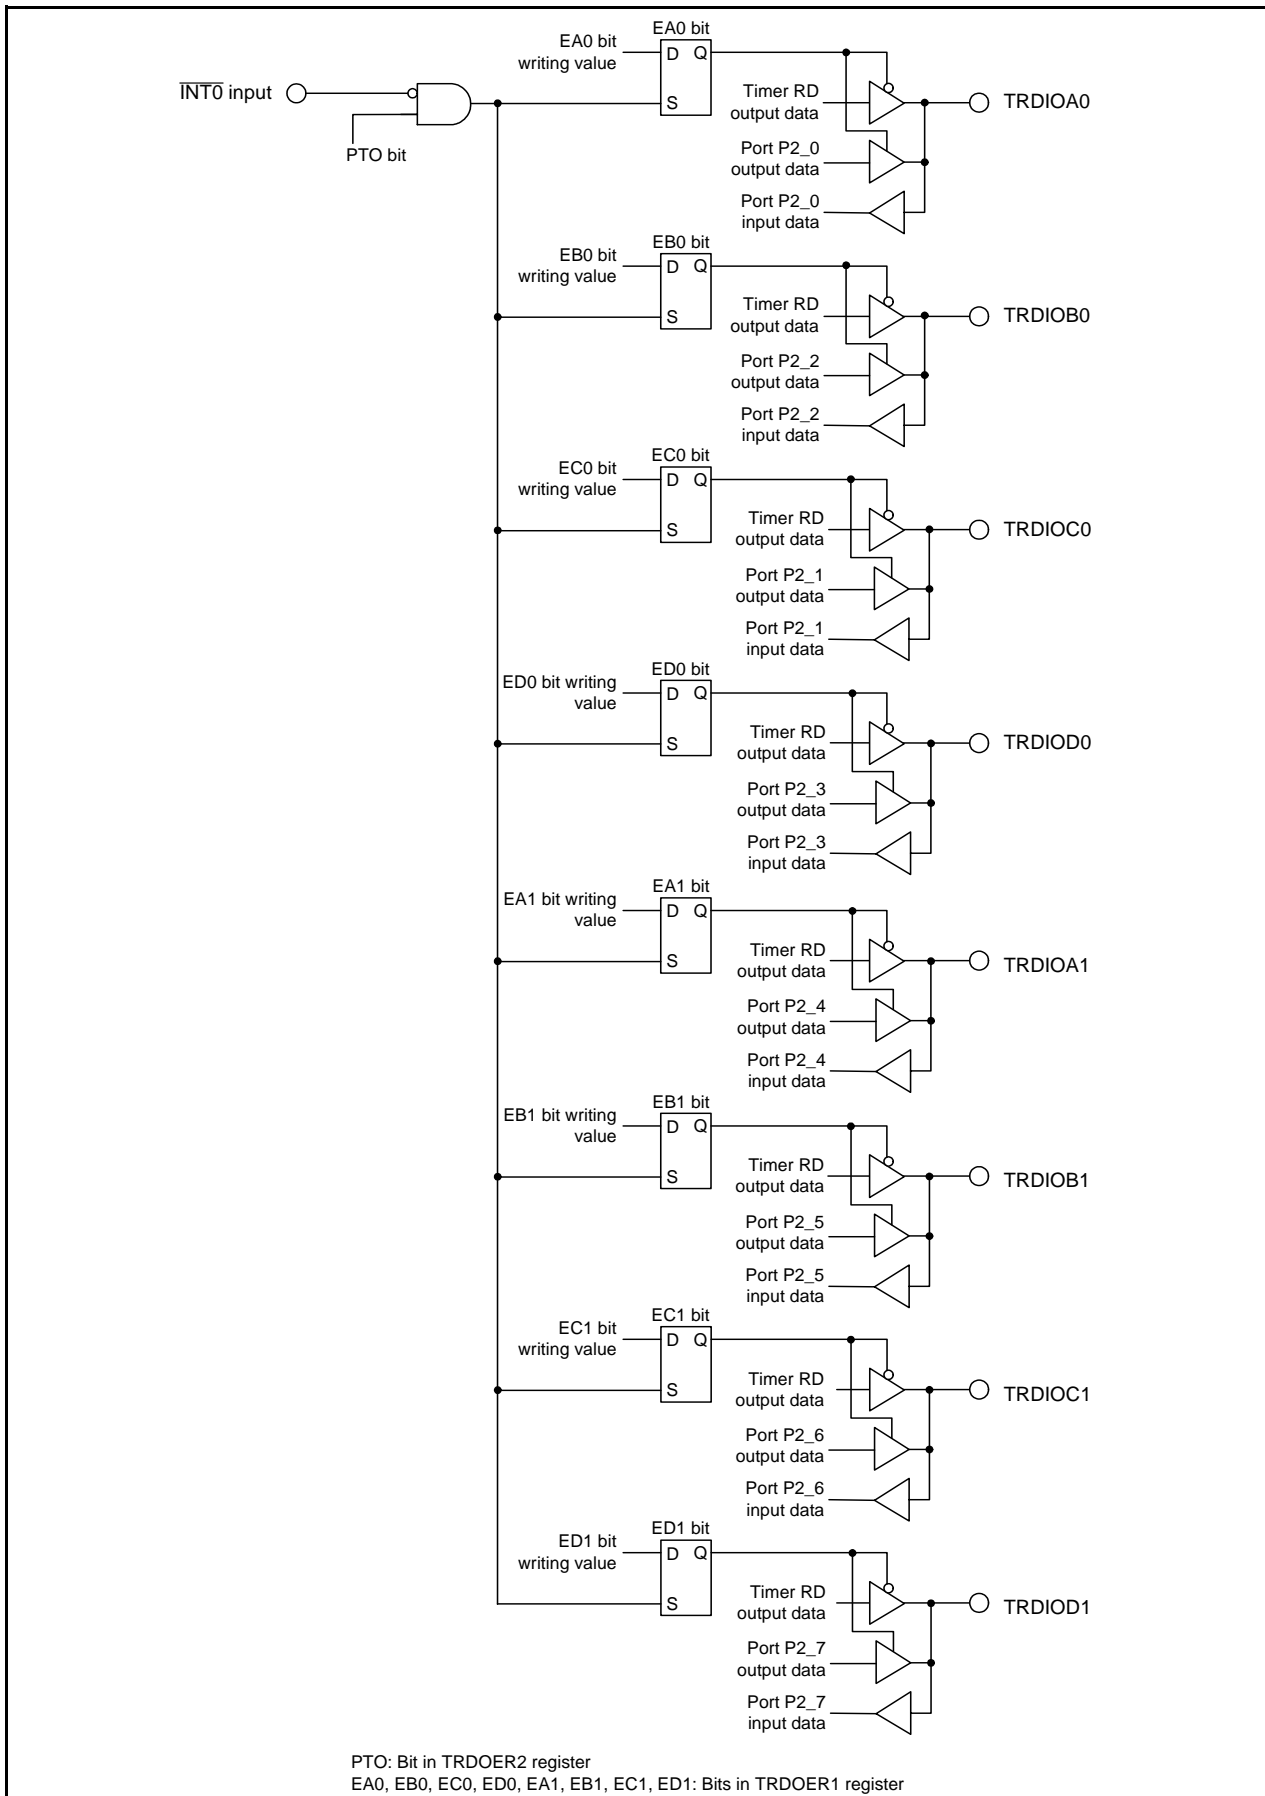 EA0 bit
EA0 bit
writing value
D Q
S
INT0 input
PTO bit
Timer RD
output data
TRDIOA0
Port P2_0
output data
Port P2_0
input data
EB0 bit
EB0 bit
writing value
D Q
S
Timer RD
output data
TRDIOB0
Port P2_2
output data
Port P2_2
input data
EC0 bit
EC0 bit
writing value
D Q
S
Timer RD
output data
TRDIOC0
Port P2_1
output data
Port P2_1
input data
ED0 bit
ED0 bit writing
value
D Q
S
Timer RD
output data
TRDIOD0
Port P2_3
output data
Port P2_3
input data
EA1 bit
EA1 bit writing
value
D Q
S
Timer RD
output data
TRDIOA1
Port P2_4
output data
Port P2_4
input data
EB1 bit
EB1 bit writing
value
D Q
S
Timer RD
output data
TRDIOB1
Port P2_5
output data
Port P2_5
input data
EC1 bit
EC1 bit
writing value
D Q
S
Timer RD
output data
TRDIOC1
Port P2_6
output data
Port P2_6
input data
ED1 bit
ED1 bit
writing value
D Q
S
Timer RD
output data
TRDIOD1
Port P2_7
output data
Port P2_7
input data
PTO: Bit in TRDOER2 register
EA0, EB0, EC0, ED0, EA1, EB1, EC1, ED1: Bits in TRDOER1 register